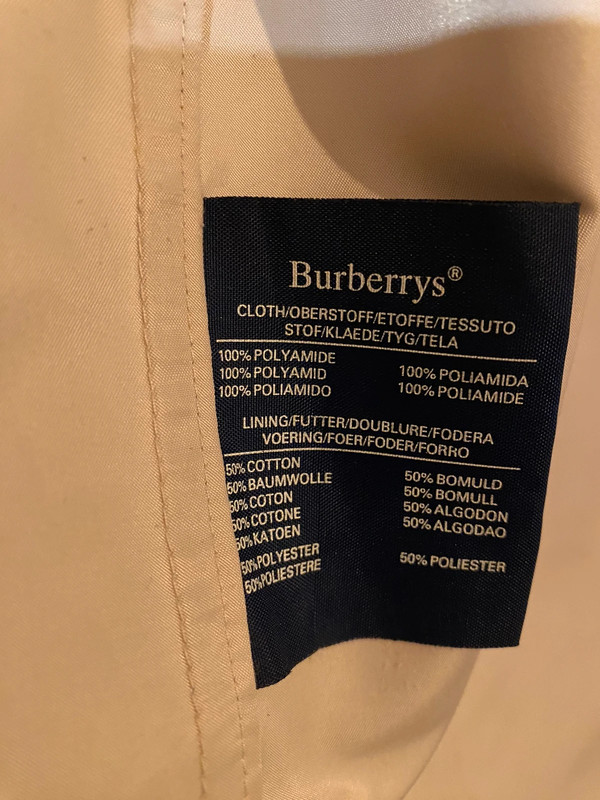 Burberrys®
CLOTH/OBERSTOFF/ETOFFE/TESSUTO
STOF/KLAEDE/TYG/TELA
100% POLYAMIDE
100% POLYAMID 100% POLIAMIDA
100% POLIAMIDO 100% POLIAMIDE
LINING/FUTTER/DOUBLURE/FODERA
VOERING/FOER/FODER/FORRO
50% COTTON
50% BAUMWOLLE 50% BOMULD
50% COTON 50% BOMULL
50% COTONE 50% ALGODON
50% KATOEN 50% ALGODAO
50% POLYESTER
50% POLIESTERE 50% POLIESTER